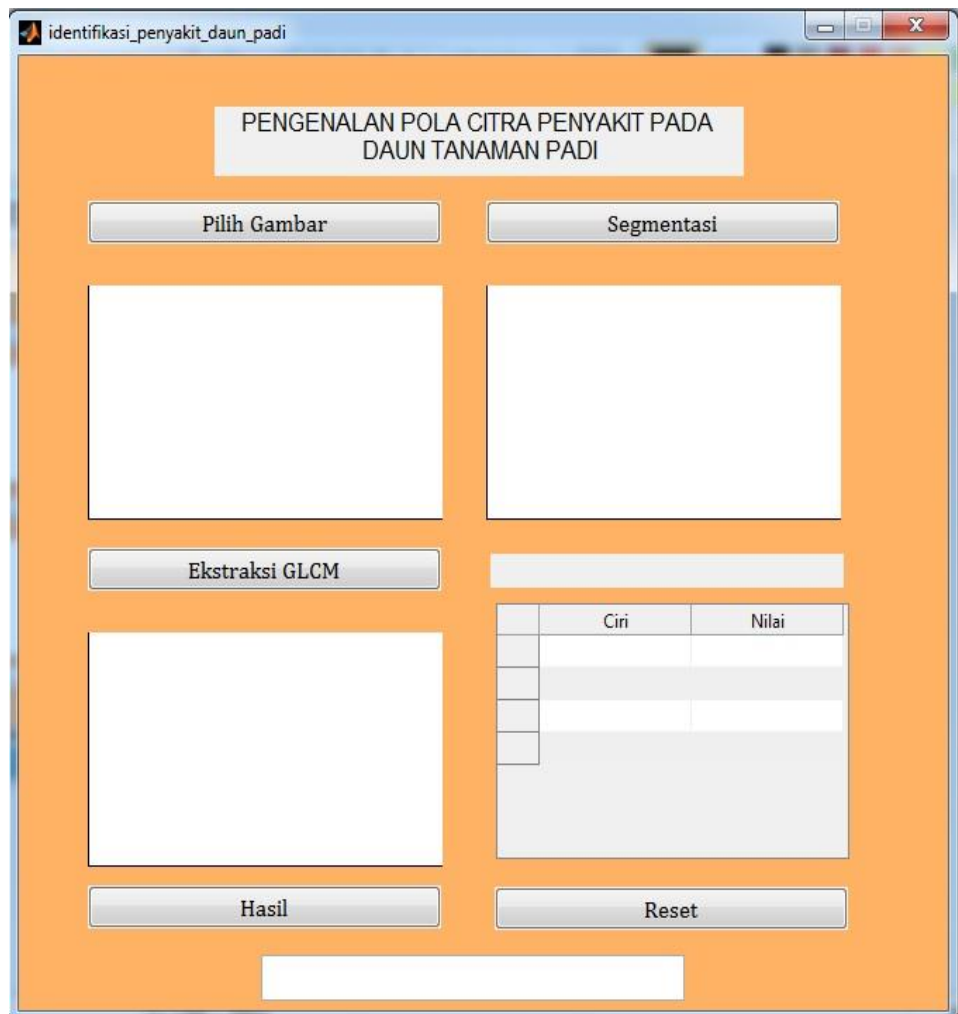 identifikasi_penyakit_daun_padi
PENGENALAN POLA CITRA PENYAKIT PADA
DAUN TANAMAN PADI
Pilih Gambar
Segmentasi
Ekstraksi GLCM
Ciri
Nilai
Hasil
Reset